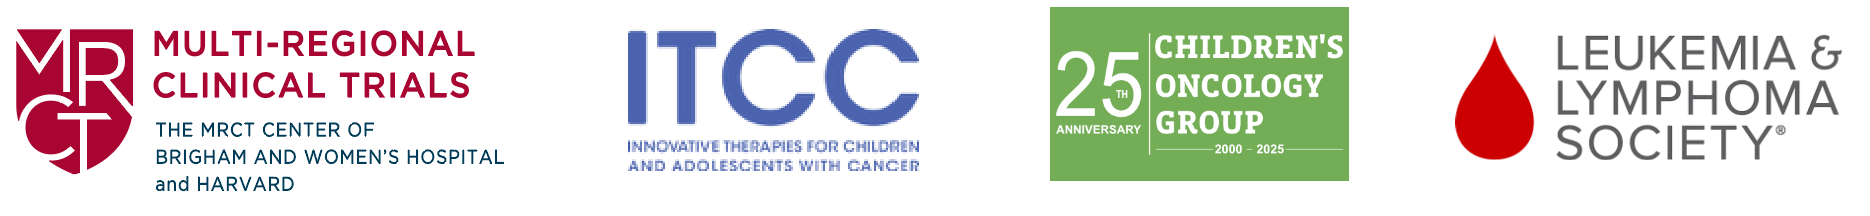 MRCT
MULTI-REGIONAL
CLINICAL TRIALS
THE MRCT CENTER OF
BRIGHAM AND WOMEN'S HOSPITAL
and HARVARD
ITCC
INNOVATIVE THERAPIES FOR CHILDREN
AND ADOLESCENTS WITH CANCER
25TH
ANNIVERSARY
CHILDREN'S
ONCOLOGY
GROUP
2000 - 2025
LEUKEMIA &
LYMPHOMA
SOCIETY®